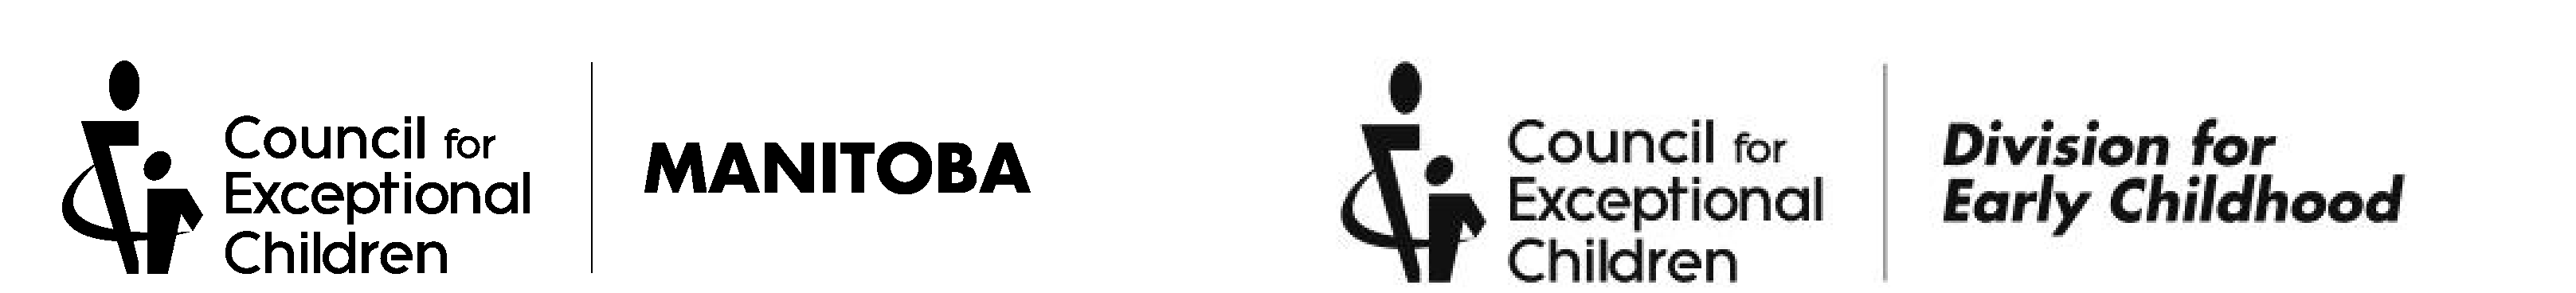 Council for
Exceptional
Children
MANITOBA
Council for
Exceptional
Children
Division for
Early Childhood